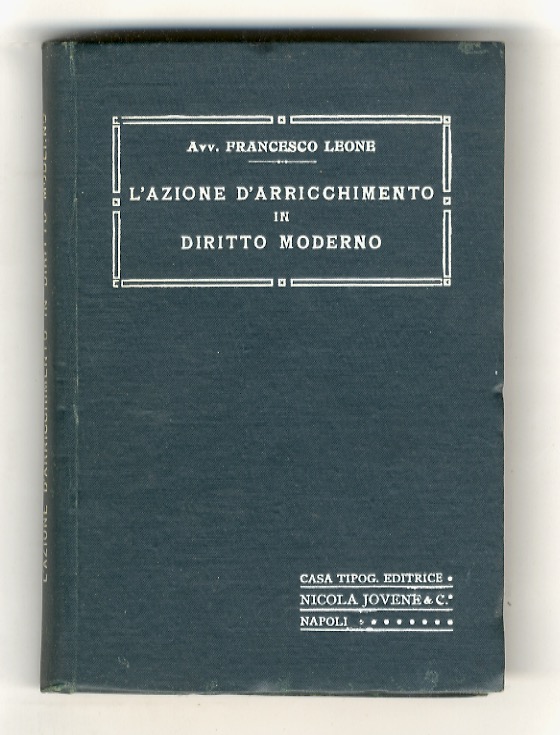 Avv. FRANCESCO LEONE
L'AZIONE D'ARRICCHIMENTO
IN
DIRITTO MODERNO
CASA TIPOG. EDITRICE
NICOLA JOVENE & C.
NAPOLI
L'AZIONE D'ARRICCHIMENTO IN DIRITTO MODERNO